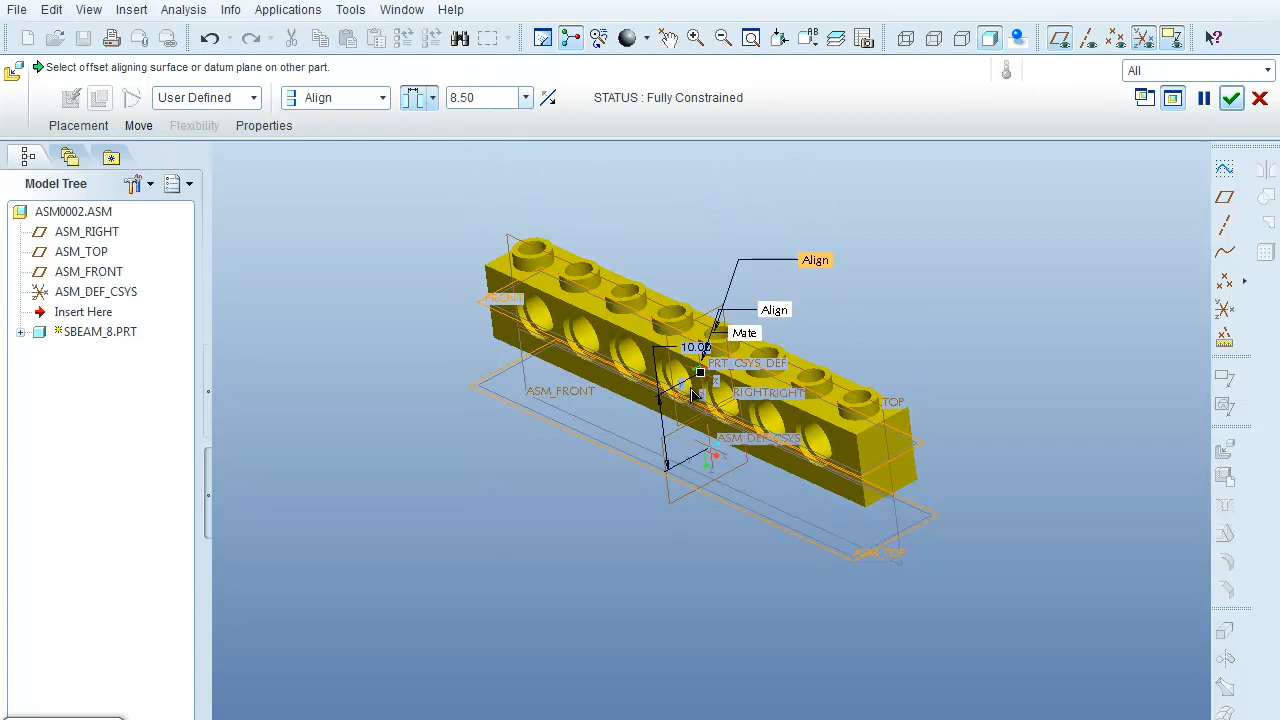 File Edit View Insert Analysis Info Applications Tools Window Help
Select offset aligning surface or datum plane on other part.
All
User Defined Align 8.50 STATUS : Fully Constrained
Placement Move Flexibility Properties
Model Tree
ASM0002.ASM
ASM_RIGHT
ASM_TOP
ASM_FRONT
ASM_DEF_CSYS
Insert Here
SBEAM_8.PRT
Align
FRONT
Align
Mate
PRT_CSYS_DEF
ASM_FRONT
RIGHT
RIGHT
TOP
ASM_DEF_CSYS
ASM_TOP